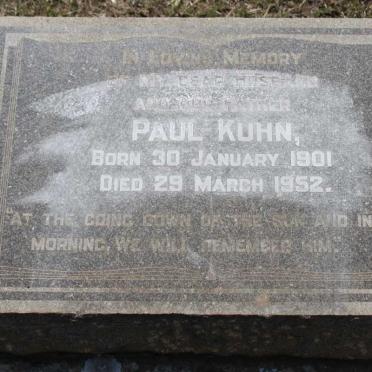 IN LOVING MEMORY
OF MY DEAR HUSBAND
AND OUR FATHER
PAUL KUHN,
BORN 30 JANUARY 1901
DIED 29 MARCH 1952.
"AT THE GOING DOWN OF THE SUN AND IN
MORNING, WE WILL REMEMBER HIM."